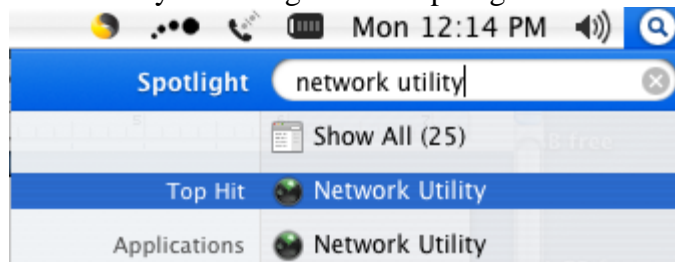 Mon 12:14 PM
Spotlight network utility
Show All (25)
Top Hit Network Utility
Applications Network Utility